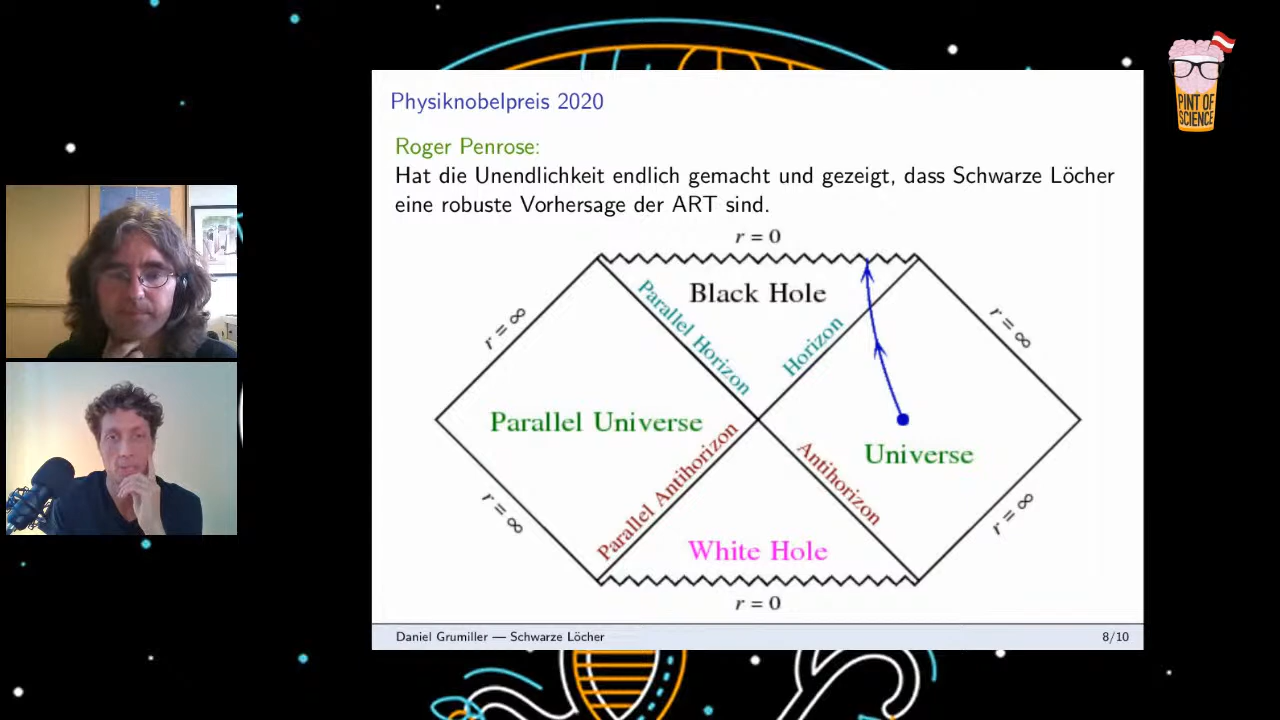 PINT OF
SCIENCE
Physiknobelpreis 2020
Roger Penrose:
Hat die Unendlichkeit endlich gemacht und gezeigt, dass Schwarze Löcher
eine robuste Vorhersage der ART sind.
r = 0
Black Hole
Parallel Horizon
Horizon
r = ∞
r = ∞
Parallel Universe
Universe
Parallel Antihorizon
Antihorizon
r = ∞
r = ∞
White Hole
r = 0
Daniel Grumiller — Schwarze Löcher
8/10